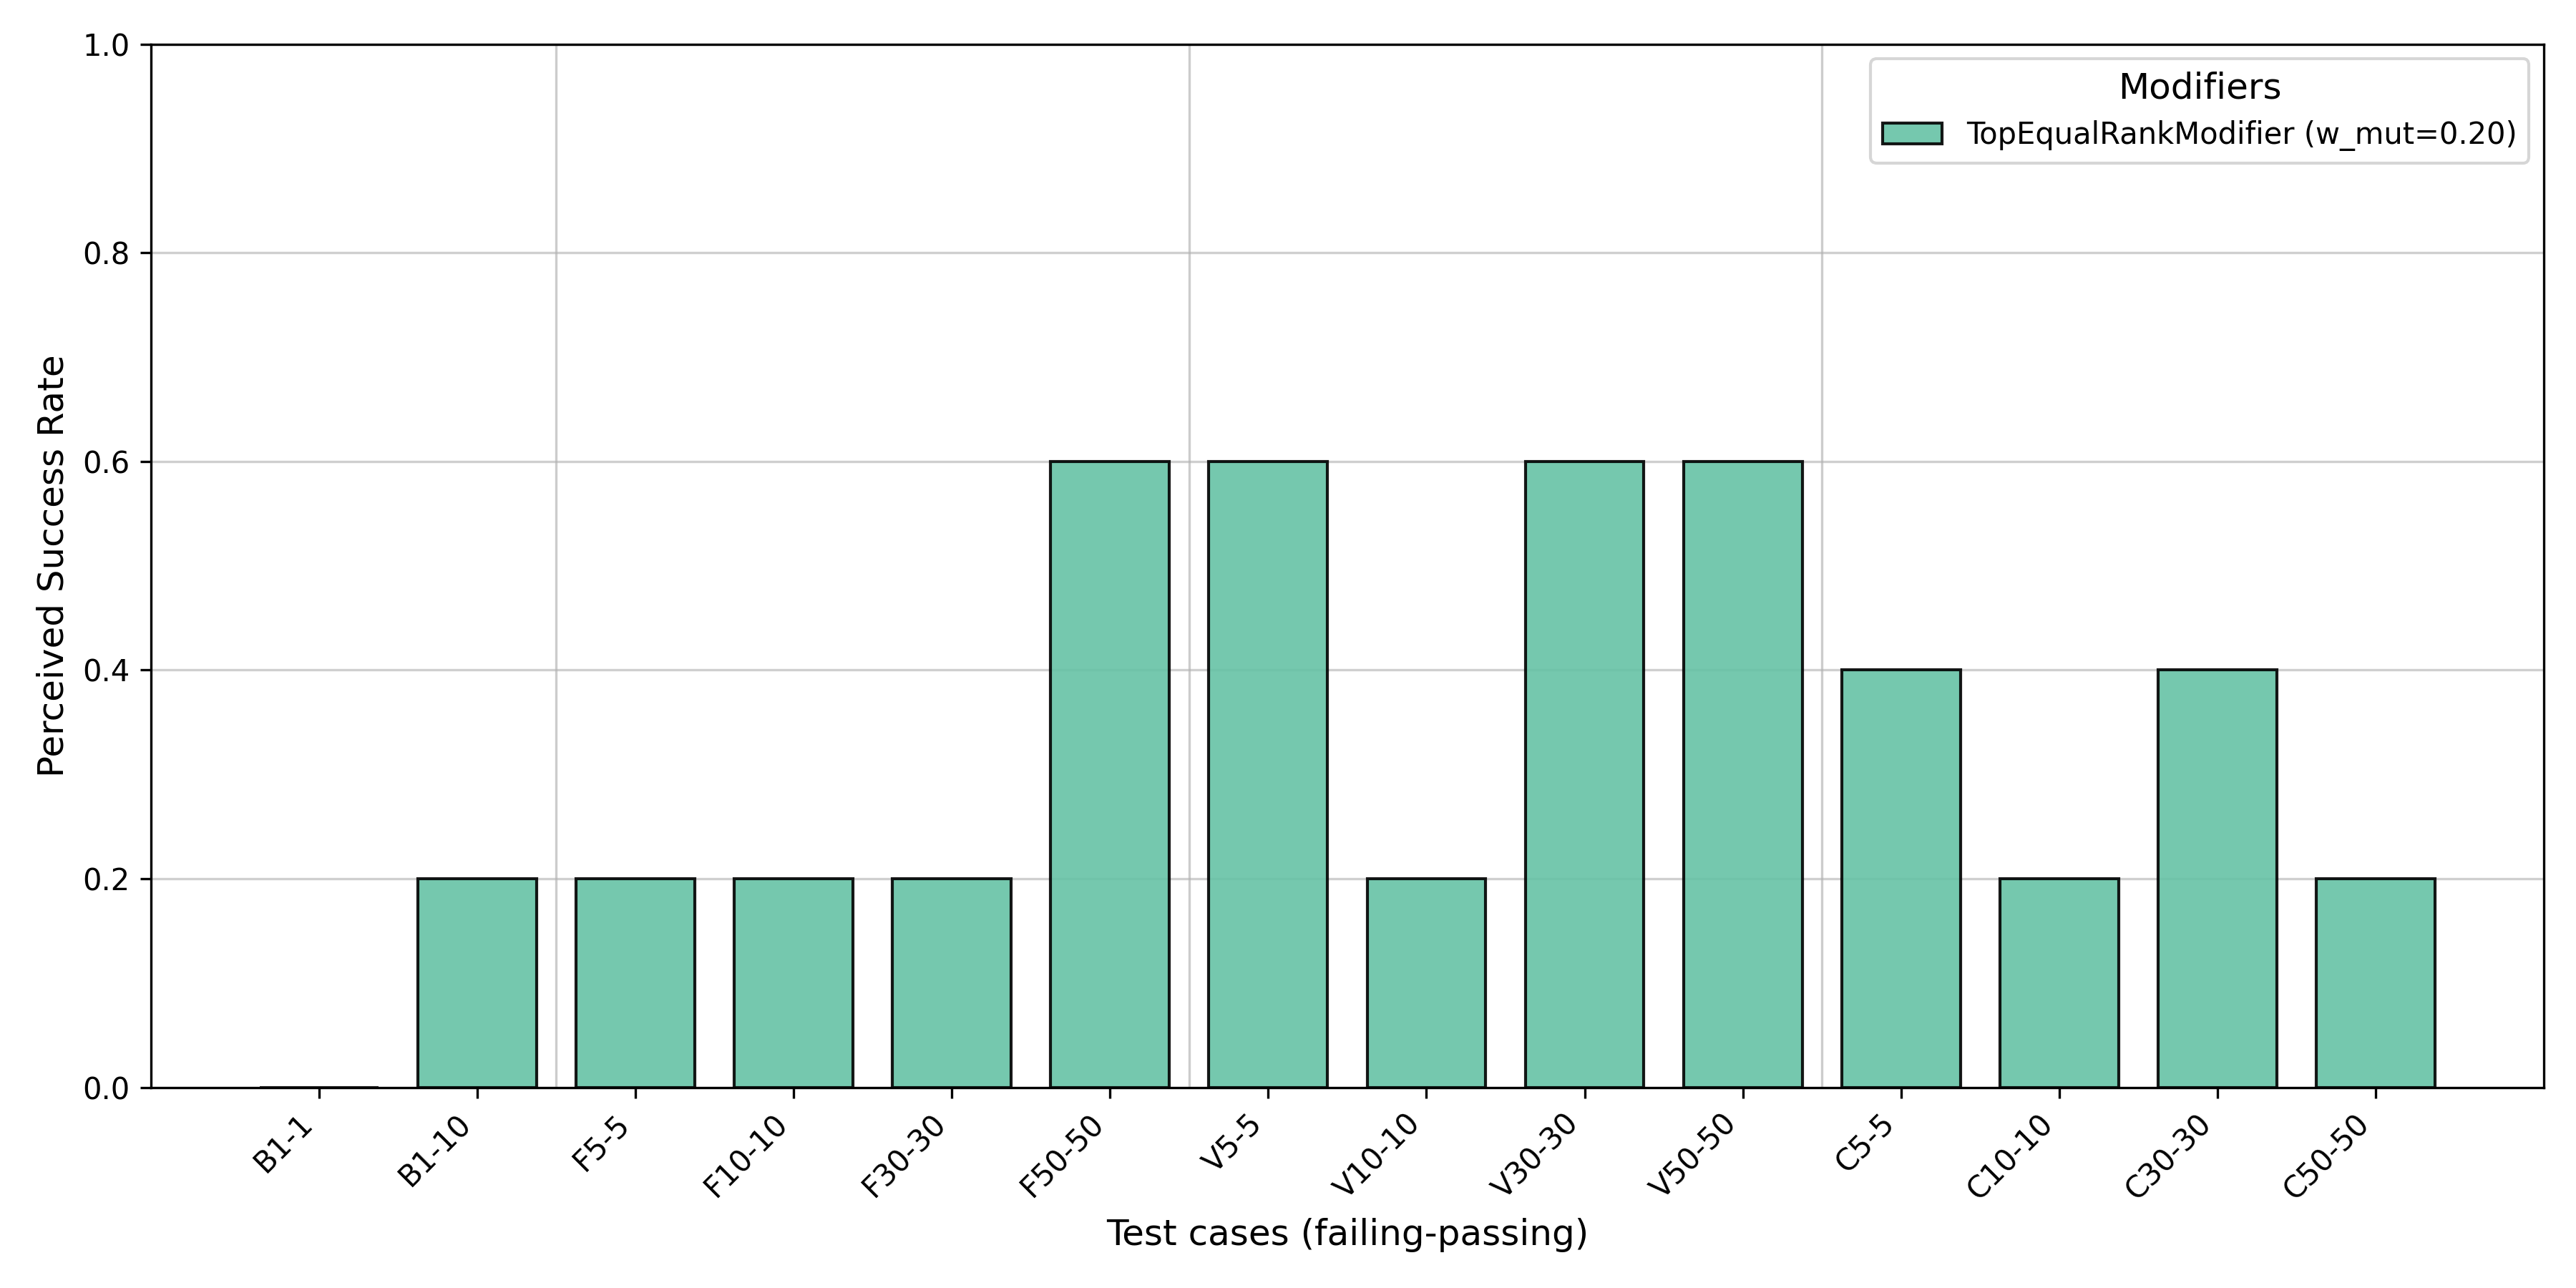 Modifiers
TopEqualRankModifier (w_mut=0.20)
Perceived Success Rate
1.0
0.8
0.6
0.4
0.2
0.0
B1-1
B1-10
F5-5
F10-10
F30-30
F50-50
V5-5
V10-10
V30-30
V50-50
C5-5
C10-10
C30-30
C50-50
Test cases (failing-passing)